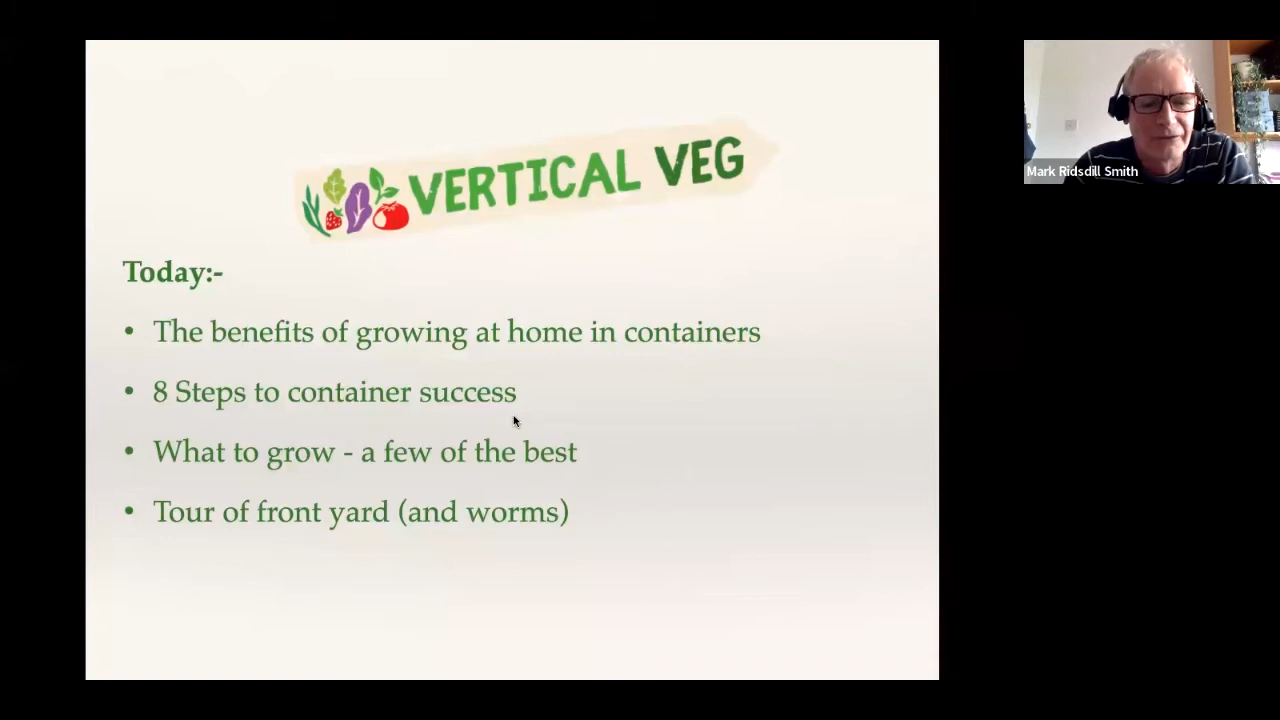 VERTICAL VEG
Today:-
• The benefits of growing at home in containers
• 8 Steps to container success
• What to grow - a few of the best
• Tour of front yard (and worms)
Mark Ridsdill Smith